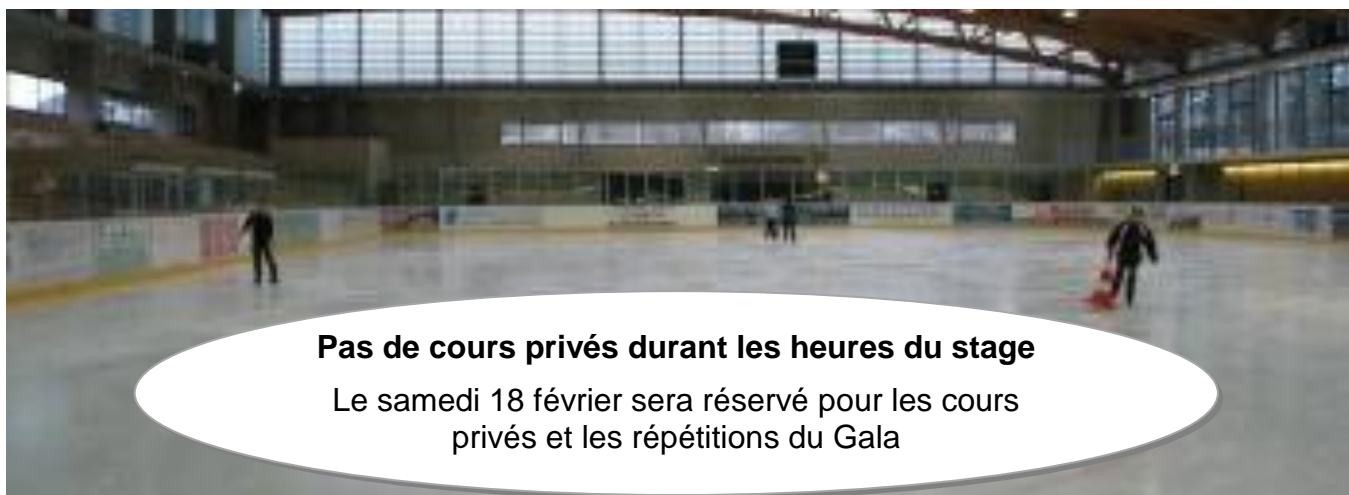 Pas de cours privés durant les heures du stage
Le samedi 18 février sera réservé pour les cours
privés et les répétitions du Gala